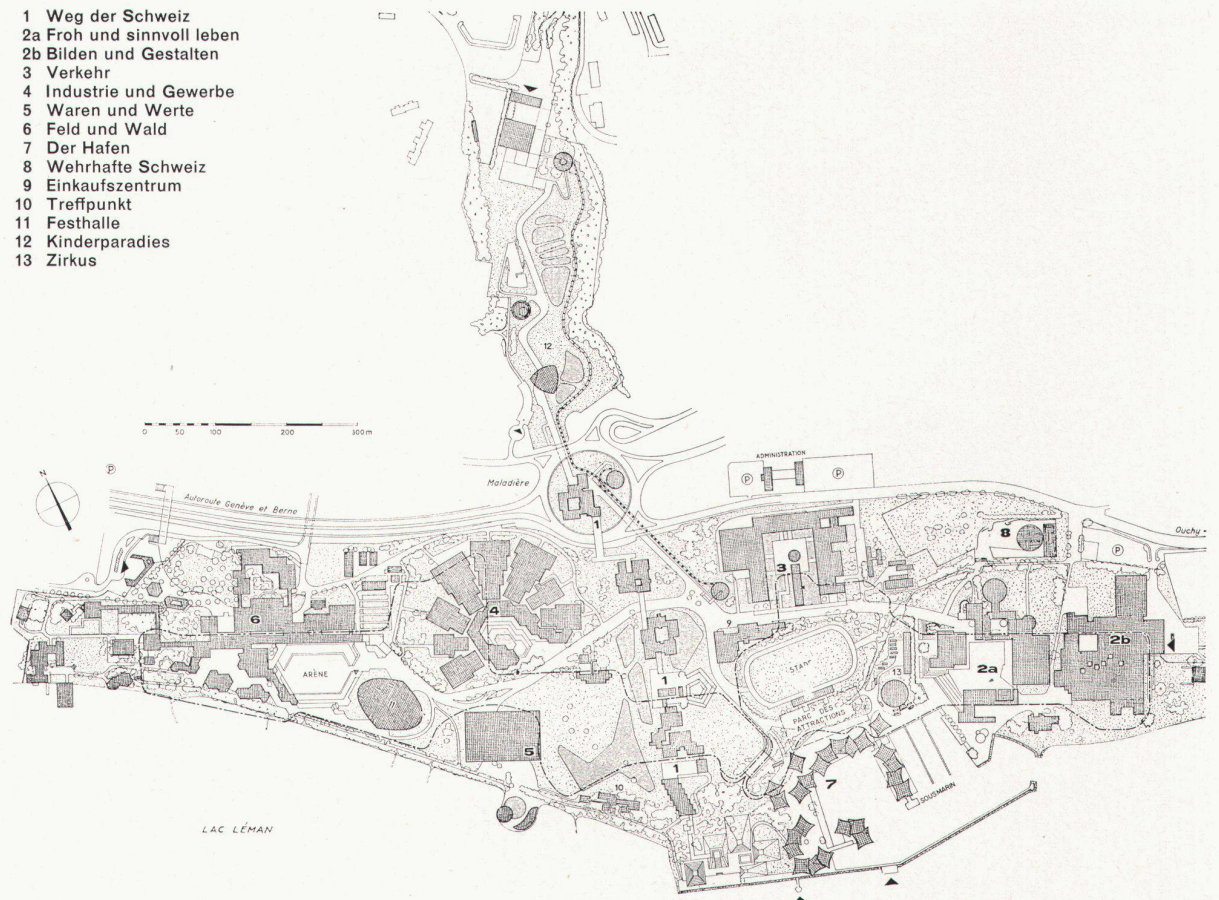 1 Weg der Schweiz
2a Froh und sinnvoll leben
2b Bilden und Gestalten
3 Verkehr
4 Industrie und Gewerbe
5 Waren und Werte
6 Feld und Wald
7 Der Hafen
8 Wehrhafte Schweiz
9 Einkaufszentrum
10 Treffpunkt
11 Festhalle
12 Kinderparadies
13 Zirkus
12
0 50 100 200 300 m
N
P
Autoroute Genève et Berne
Maladière
ADMINISTRATION
P
P
1
Ouchy
8
P
3
4
6
9
2b
2a
STADE
13
ARÈNE
1
11
PARC DES
ATTRACTIONS
5
1
7
10
SOUS MARIN
LAC LÉMAN